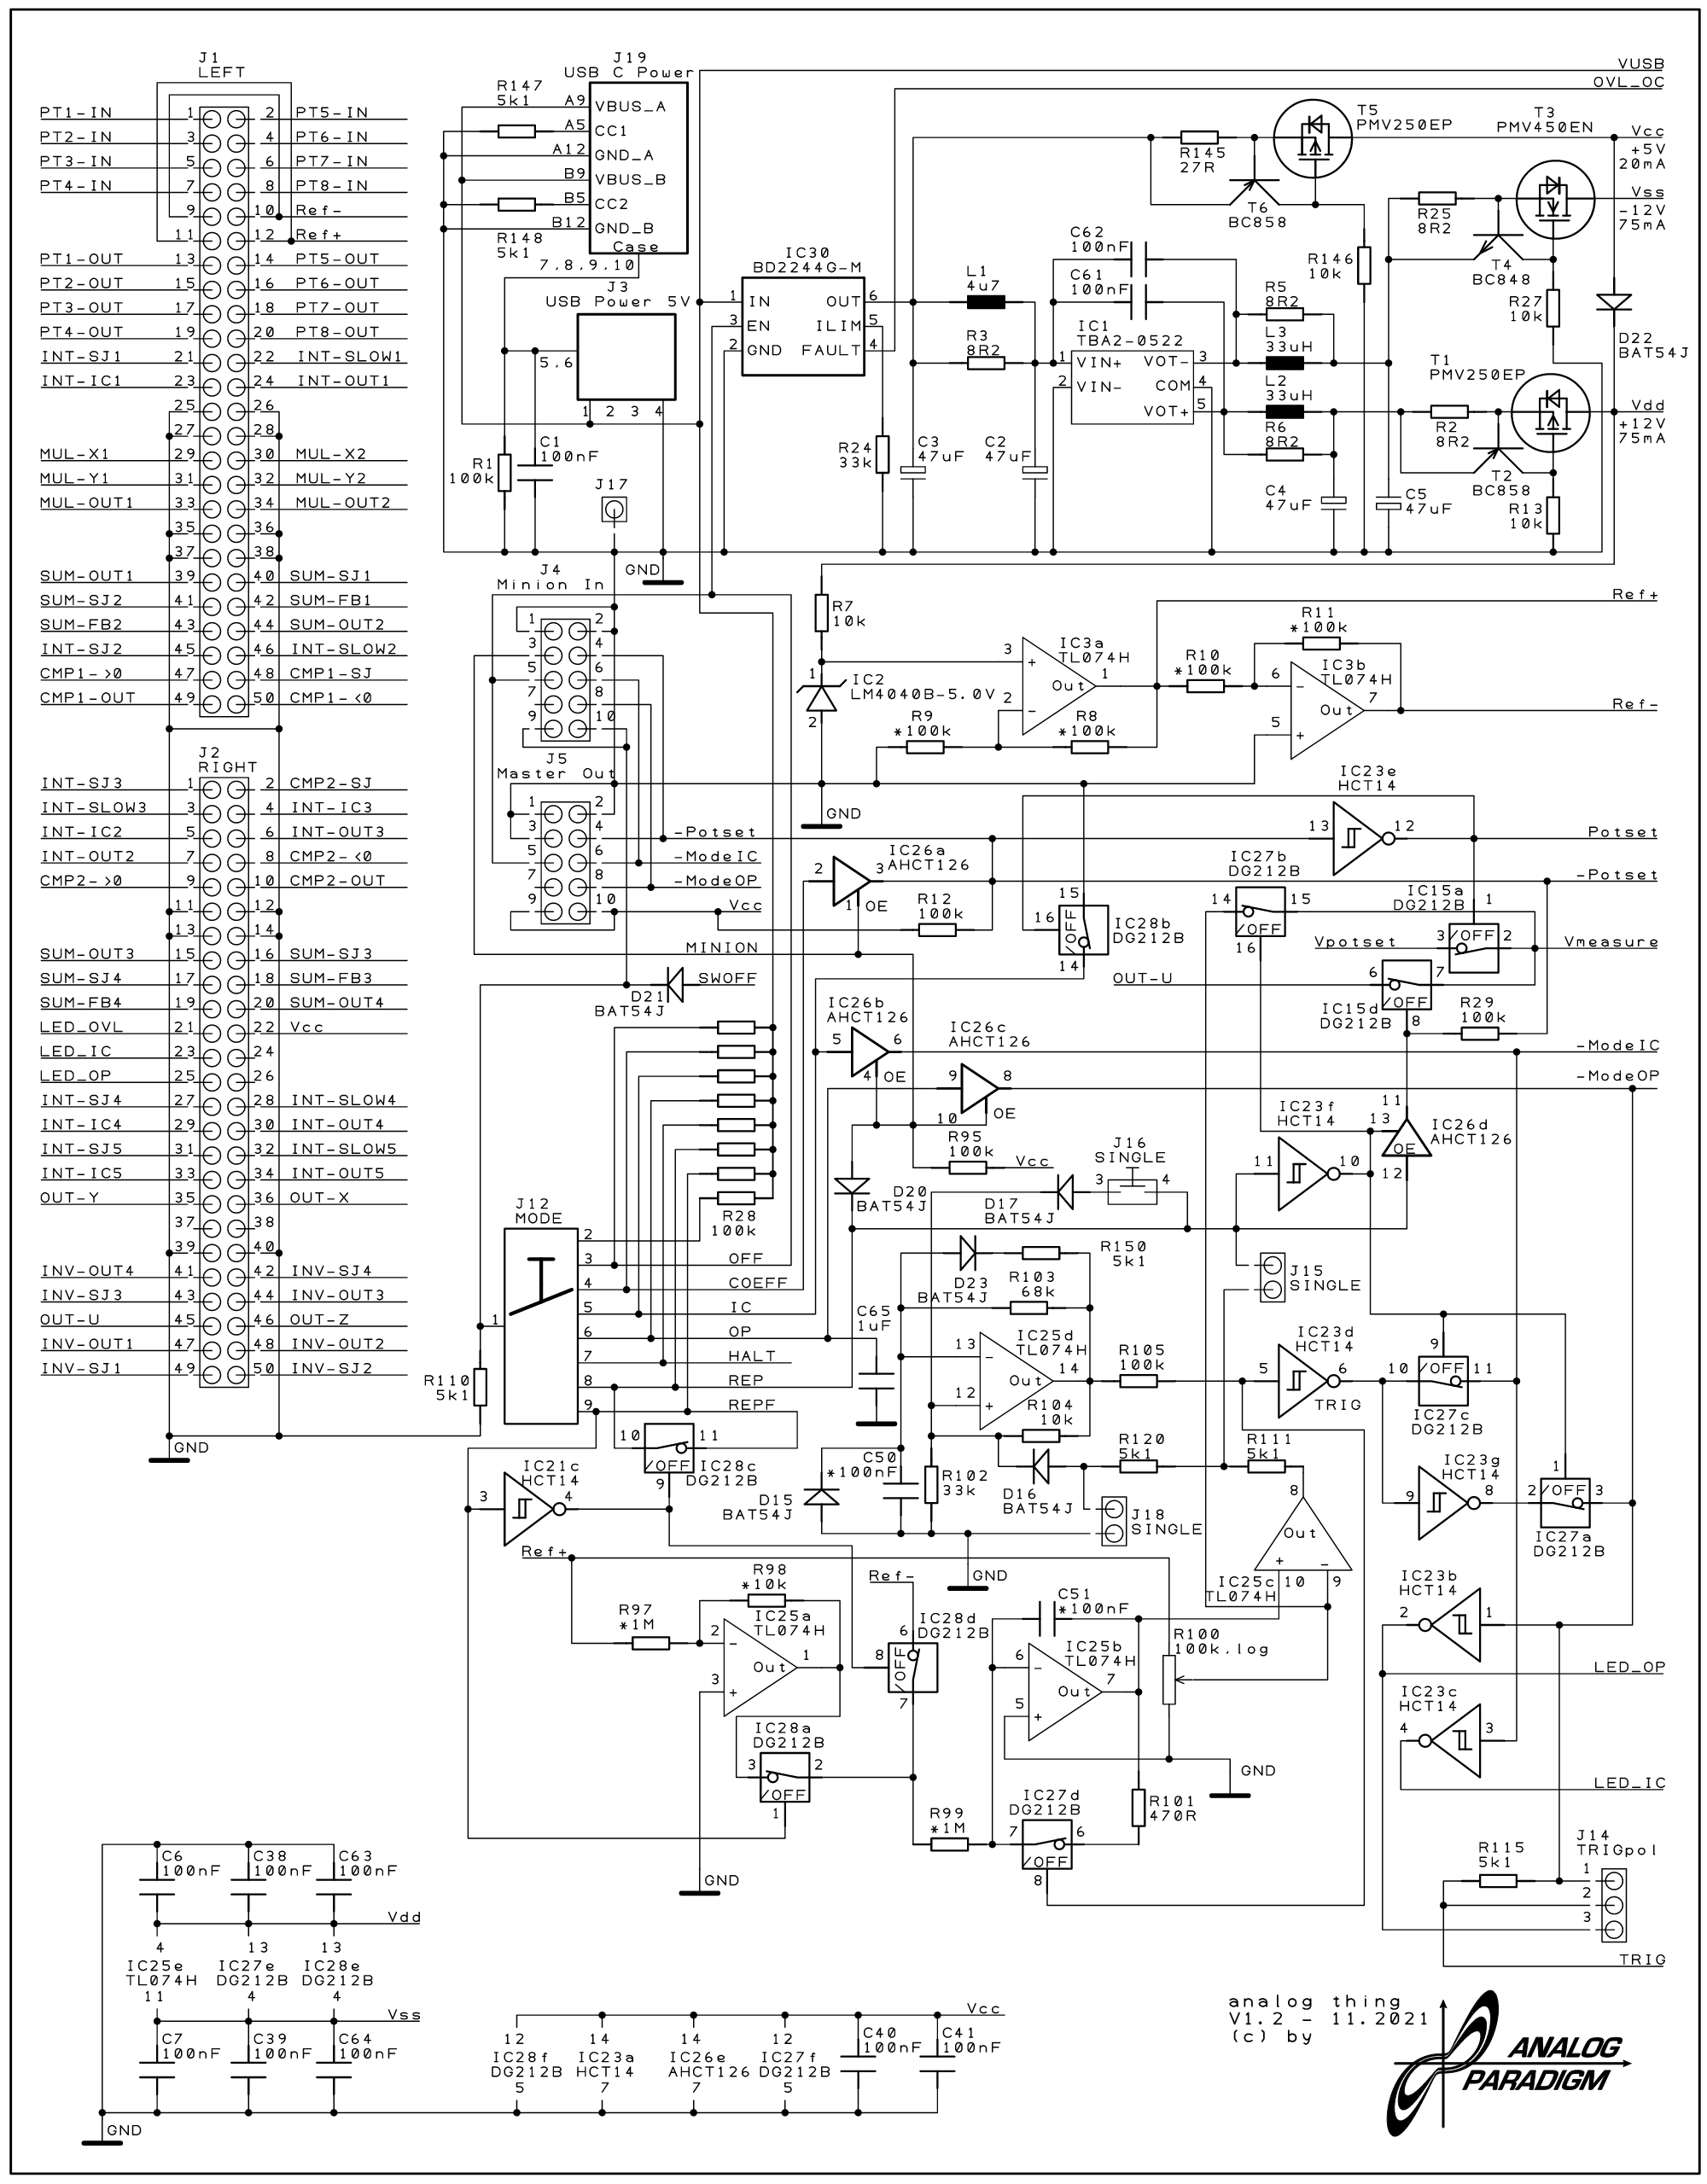 J1
LEFT
PT1-IN 1 2 PT5-IN
PT2-IN 3 4 PT6-IN
PT3-IN 5 6 PT7-IN
PT4-IN 7 8 PT8-IN
9 10 Ref-
11 12 Ref+
PT1-OUT 13 14 PT5-OUT
PT2-OUT 15 16 PT6-OUT
PT3-OUT 17 18 PT7-OUT
PT4-OUT 19 20 PT8-OUT
INT-SJ1 21 22 INT-SLOW1
INT-IC1 23 24 INT-OUT1
25 26
27 28
MUL-X1 29 30 MUL-X2
MUL-Y1 31 32 MUL-Y2
MUL-OUT1 33 34 MUL-OUT2
35 36
37 38
SUM-OUT1 39 40 SUM-SJ1
SUM-SJ2 41 42 SUM-FB1
SUM-FB2 43 44 SUM-OUT2
INT-SJ2 45 46 INT-SLOW2
CMP1->0 47 48 CMP1-SJ
CMP1-OUT 49 50 CMP1-<0
J2
RIGHT
INT-SJ3 1 2 CMP2-SJ
INT-SLOW3 3 4 INT-IC3
INT-IC2 5 6 INT-OUT3
INT-OUT2 7 8 CMP2-<0
CMP2->0 9 10 CMP2-OUT
11 12
13 14
SUM-OUT3 15 16 SUM-SJ3
SUM-SJ4 17 18 SUM-FB3
SUM-FB4 19 20 SUM-OUT4
LED_OVL 21 22 Vcc
LED_IC 23 24
LED_OP 25 26
INT-SJ4 27 28 INT-SLOW4
INT-IC4 29 30 INT-OUT4
INT-SJ5 31 32 INT-SLOW5
INT-IC5 33 34 INT-OUT5
OUT-Y 35 36 OUT-X
37 38
39 40
INV-OUT4 41 42 INV-SJ4
INV-SJ3 43 44 INV-OUT3
OUT-U 45 46 OUT-Z
INV-OUT1 47 48 INV-OUT2
INV-SJ1 49 50 INV-SJ2
GND
J19
USB C Power
R147
5k1
A9 VBUS_A
A5 CC1
A12 GND_A
B9 VBUS_B
B5 CC2
B12 GND_B
Case
R148
5k1
7,8,9,10
J3
USB Power 5V
5,6
1 2 3 4
R1
100k
C1
100nF
J17
GND
IC30
BD2244G-M
1 IN OUT 6
3 EN ILIM 5
2 GND FAULT 4
R24
33k
C3
47uF
C2
47uF
L1
4u7
R3
8R2
C62
100nF
C61
100nF
IC1
TBA2-0522
1 VIN+ VOT- 3
2 VIN- COM 4
VOT+ 5
R5
8R2
L3
33uH
L2
33uH
R6
8R2
C4
47uF
C5
47uF
VUSB
OVL_OC
R145
27R
T5
PMV250EP
T6
BC858
R146
10k
T3
PMV450EN
Vcc
+5V
20mA
R25
8R2
Vss
-12V
75mA
T4
BC848
R27
10k
D22
BAT54J
T1
PMV250EP
R2
8R2
Vdd
+12V
75mA
T2
BC858
R13
10k
J4
Minion In
1 2
3 4
5 6
7 8
9 10
J5
Master Out
1 2
3 4
5 6
7 8
9 10
-Potset
-ModeIC
-ModeOP
Vcc
MINION
R7
10k
1
IC2
LM4040B-5.0V
2
R9
*100k
R8
*100k
3 + IC3a
TL074H
Out 1
2 -
R10
*100k
R11
*100k
6 - IC3b
TL074H
Out 7
5 +
Ref+
Ref-
GND
IC23e
HCT14
13 12
Potset
-Potset
IC26a
AHCT126
2 3
1 OE
R12
100k
15
16 /OFF
14
IC28b
DG212B
IC27b
DG212B
14 15
/OFF
16
IC15a
DG212B
1
/OFF
3 2
Vpotset
Vmeasure
OUT-U
6 7
/OFF
8
IC15d
DG212B
R29
100k
D21
BAT54J
SWOFF
IC26b
AHCT126
5 6
4 OE
IC26c
AHCT126
9 8
10 OE
-ModeIC
-ModeOP
IC23f
HCT14
11 10
11
13
OE
12
IC26d
AHCT126
R95
100k
Vcc
J16
SINGLE
3 4
D20
BAT54J
D17
BAT54J
R28
100k
J12
MODE
1
2
3 OFF
4 COEFF
5 IC
6 OP
7 HALT
8 REP
9 REPF
R110
5k1
C65
1uF
D23
BAT54J
R150
5k1
R103
68k
13 - IC25d
TL074H
Out 14
12 +
R104
10k
R105
100k
J15
SINGLE
IC23d
HCT14
5 6
TRIG
9
10 11
/OFF
IC27c
DG212B
10 11
/OFF
9
IC28c
DG212B
IC21c
HCT14
3 4
C50
*100nF
D15
BAT54J
R102
33k
D16
BAT54J
R120
5k1
R111
5k1
J18
SINGLE
GND
8
Out
+ -
10 9
IC25c
TL074H
IC23g
HCT14
9 8
1
/OFF
2 3
IC27a
DG212B
Ref+
R98
*10k
R97
*1M
IC25a
TL074H
2 -
Out 1
3 +
Ref-
IC28d
DG212B
6
8 /OFF
7
C51
*100nF
6 - IC25b
TL074H
Out 7
5 +
R100
100k.log
IC23b
HCT14
2 1
LED_OP
IC23c
HCT14
4 3
LED_IC
GND
IC28a
DG212B
3 2
/OFF
1
GND
R99
*1M
IC27d
DG212B
7 6
/OFF
8
R101
470R
R115
5k1
J14
TRIGpol
1
2
3
TRIG
C6
100nF
C38
100nF
C63
100nF
Vdd
4 13 13
IC25e
TL074H
IC27e
DG212B
IC28e
DG212B
11 4 4
Vss
C7
100nF
C39
100nF
C64
100nF
GND
Vcc
12 14 14 12
IC28f
DG212B
IC23a
HCT14
IC26e
AHCT126
IC27f
DG212B
5 7 7 5
C40
100nF
C41
100nF
analog thing
V1.2 - 11.2021
(c) by
ANALOG
PARADIGM